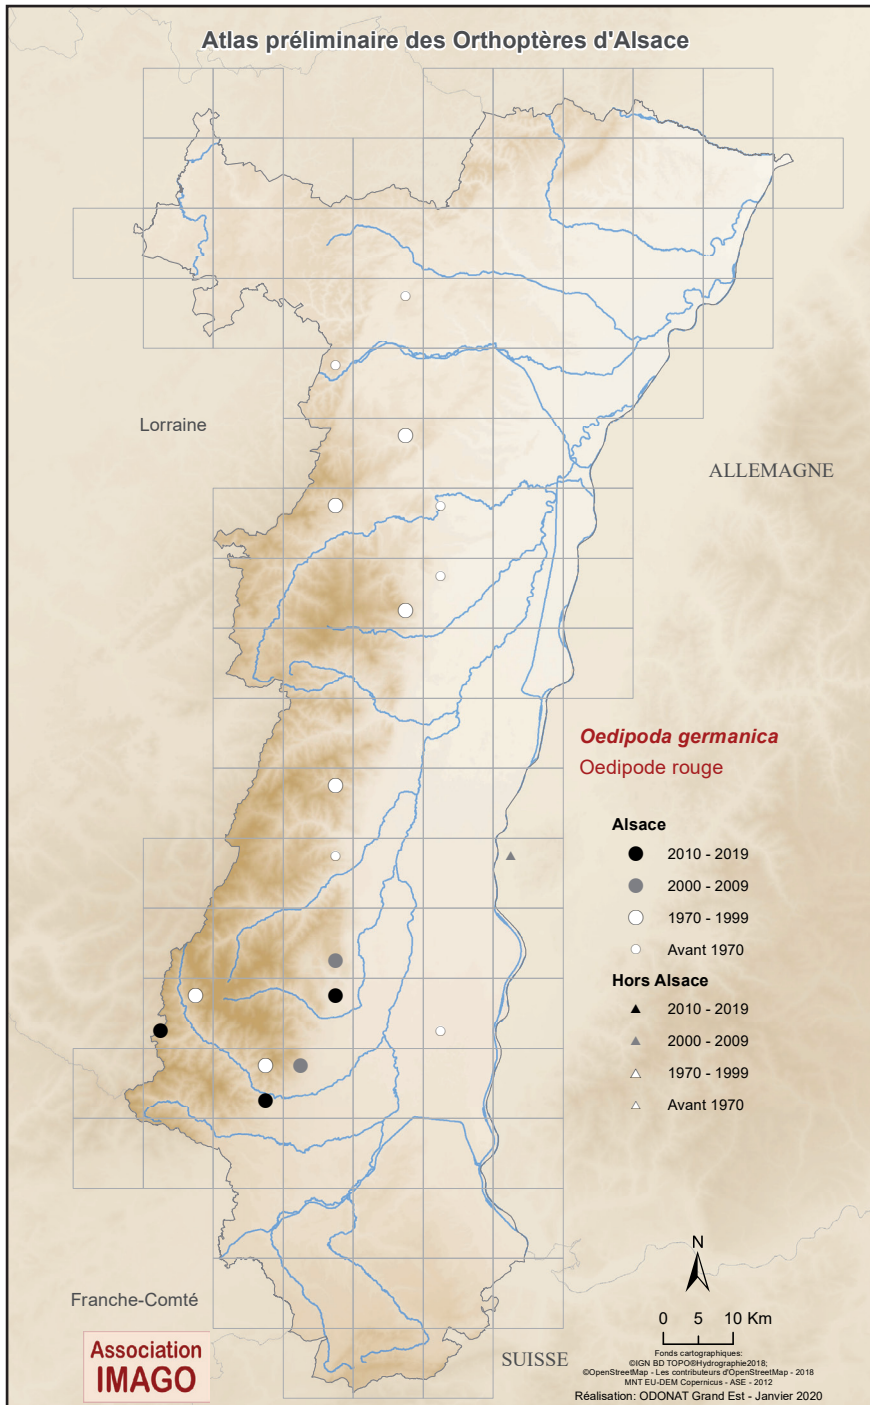 Atlas préliminaire des Orthoptères d'Alsace
Lorraine
ALLEMAGNE
Oedipoda germanica
Oedipode rouge
Alsace
2010 - 2019
2000 - 2009
1970 - 1999
Avant 1970
Hors Alsace
2010 - 2019
2000 - 2009
1970 - 1999
Avant 1970
N
Franche-Comté
0 5 10 Km
Association
IMAGO
SUISSE
Fonds cartographiques:
©IGN BD TOPO®Hydrographie2018;
©OpenStreetMap - Les contributeurs d'OpenStreetMap - 2018
MNT EU-DEM Copernicus - ASE - 2012
Réalisation: ODONAT Grand Est - Janvier 2020